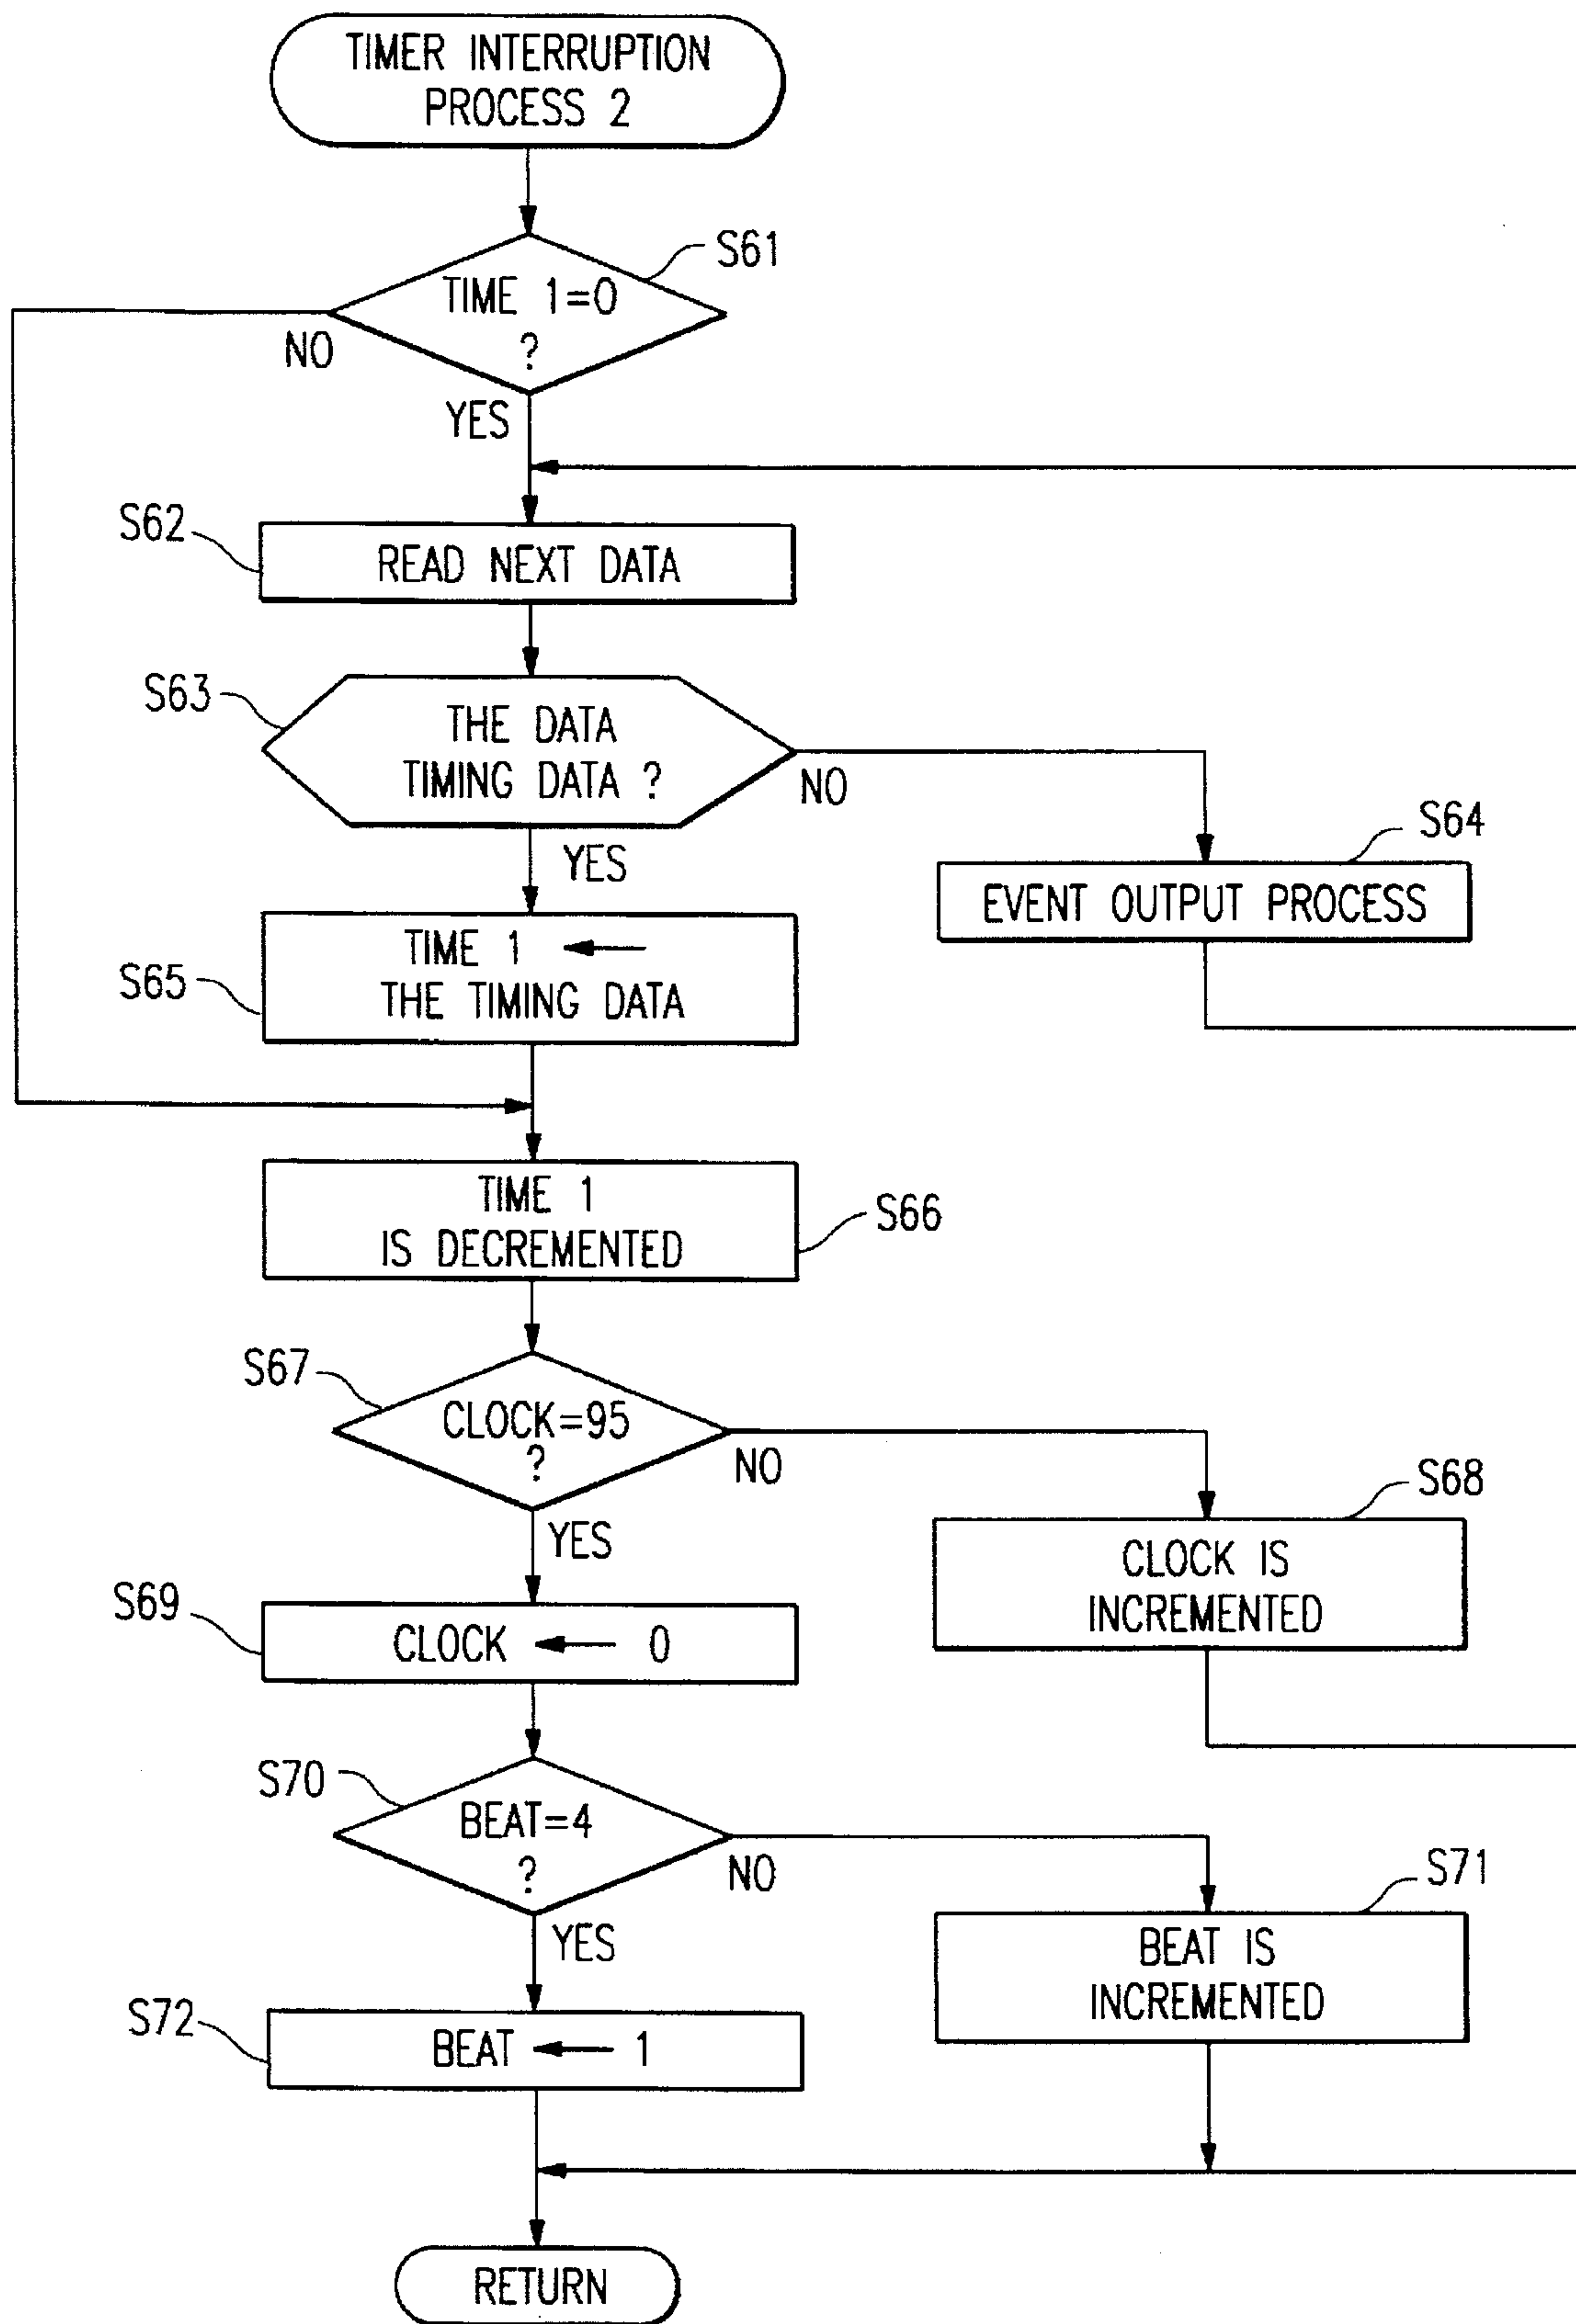 TIMER INTERRUPTION
PROCESS 2
S61
TIME 1=0
?
NO
YES
S62
READ NEXT DATA
S63
THE DATA
TIMING DATA ?
NO
YES
S64
EVENT OUTPUT PROCESS
S65
TIME 1 ←
THE TIMING DATA
TIME 1
IS DECREMENTED
S66
S67
CLOCK=95
?
NO
YES
S68
CLOCK IS
INCREMENTED
S69
CLOCK ← 0
S70
BEAT=4
?
NO
YES
S71
BEAT IS
INCREMENTED
S72
BEAT ← 1
RETURN